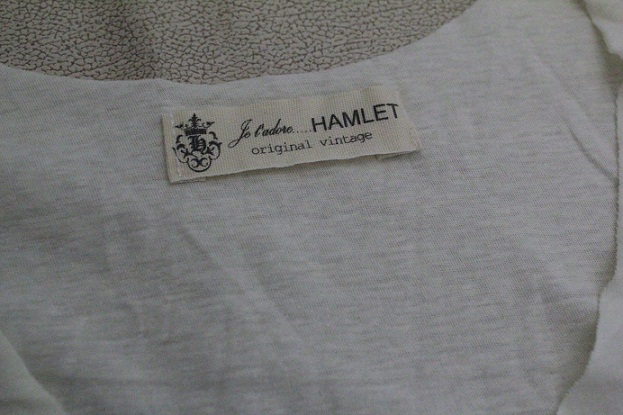 Je t'adore.....HAMLET
original vintage
H